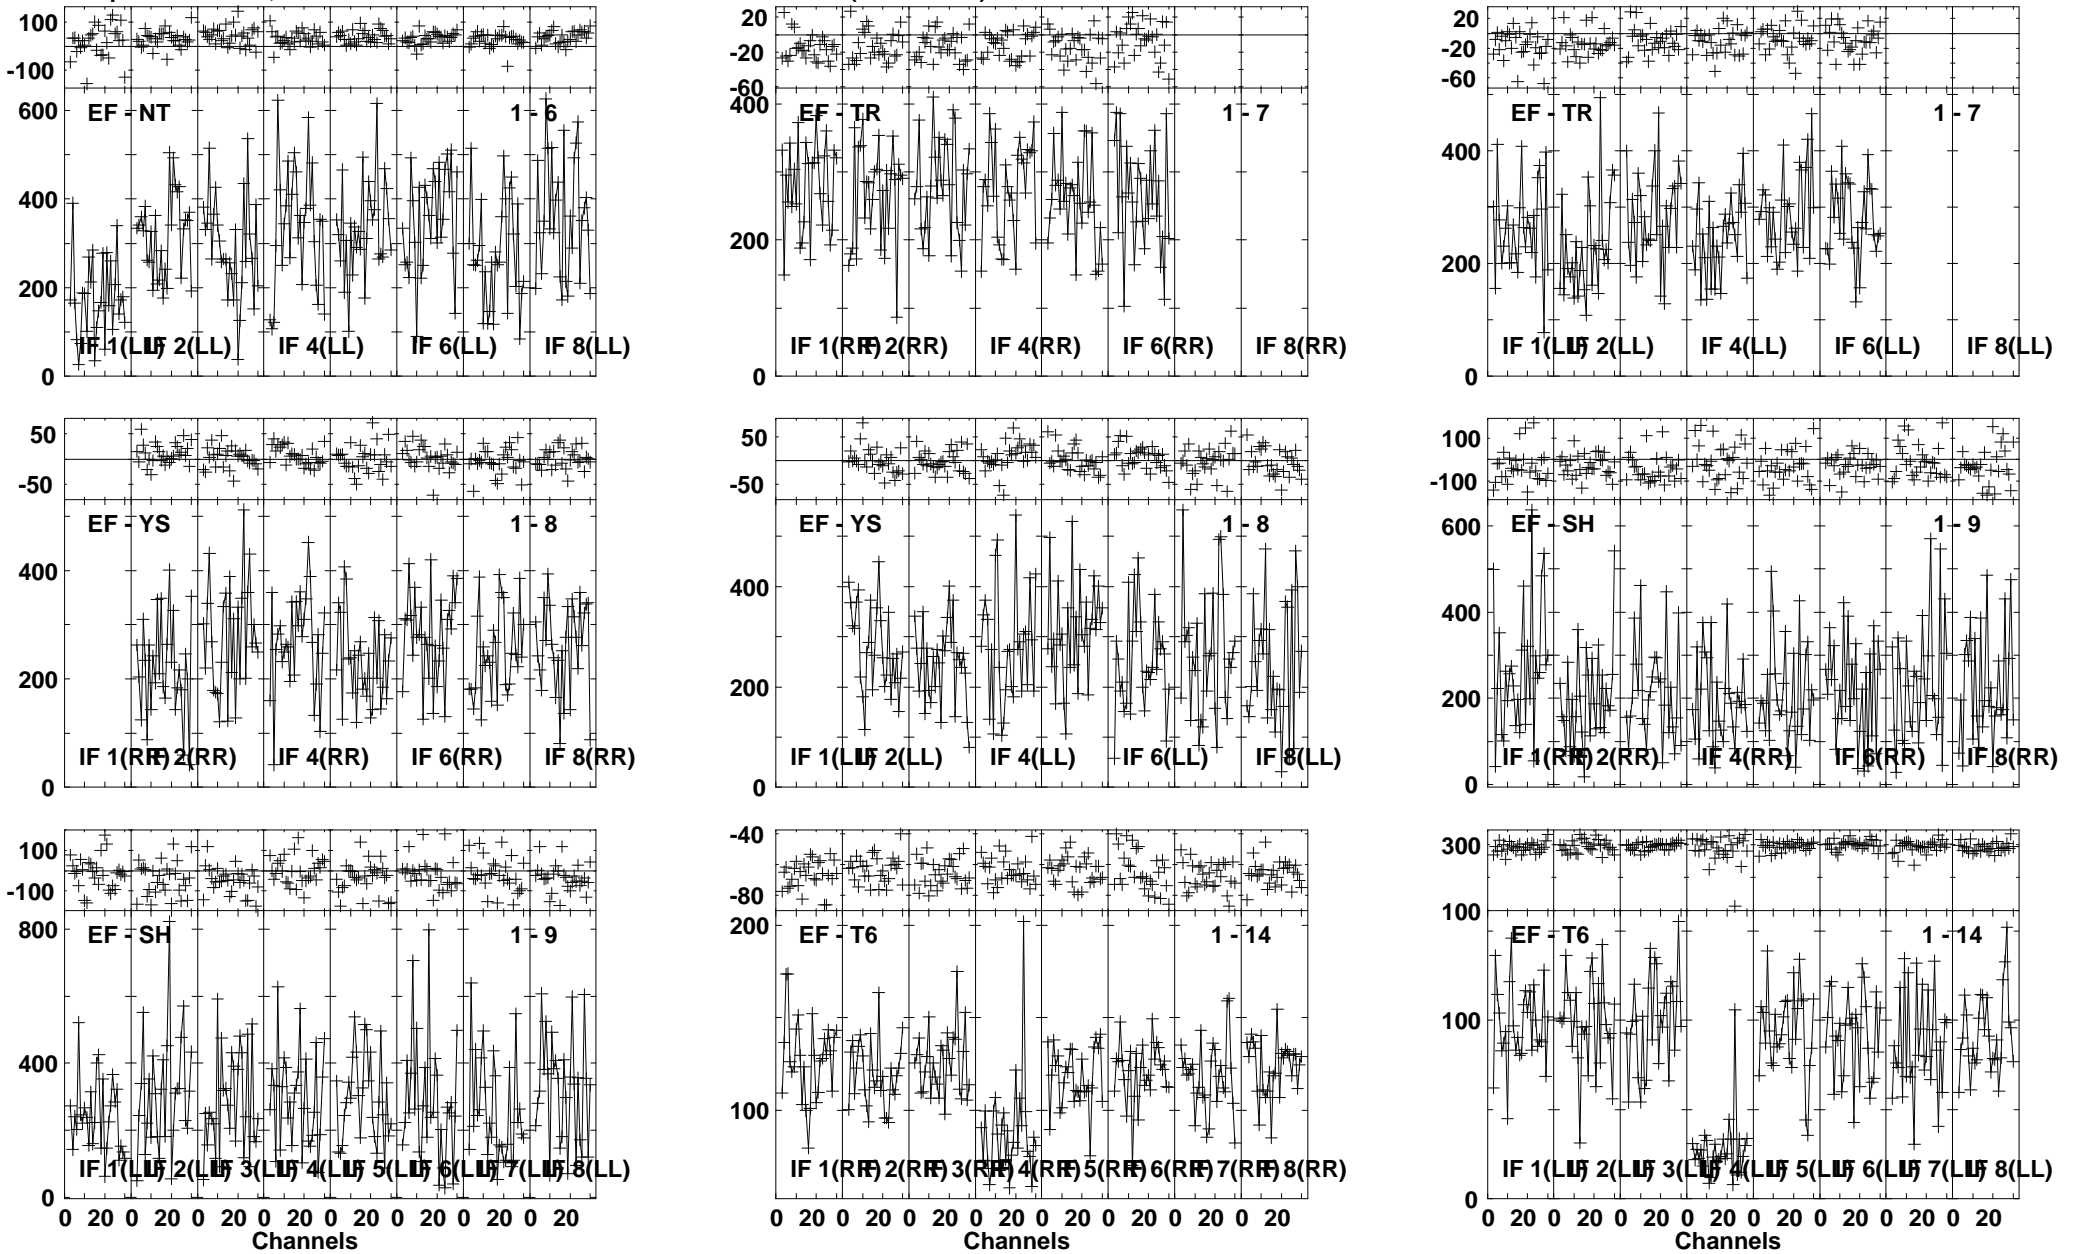 100
-100
600
400
200
0
EF - NT 1 - 6
IF 1(LL) IF 2(LL) IF 4(LL) IF 6(LL) IF 8(LL)
20
-20
-60
400
200
0
EF - TR 1 - 7
IF 1(RR) IF 2(RR) IF 4(RR) IF 6(RR) IF 8(RR)
20
-20
-60
400
200
0
EF - TR 1 - 7
IF 1(LL) IF 2(LL) IF 4(LL) IF 6(LL) IF 8(LL)
50
-50
400
200
0
EF - YS 1 - 8
IF 1(RR) IF 2(RR) IF 4(RR) IF 6(RR) IF 8(RR)
50
-50
400
200
0
EF - YS 1 - 8
IF 1(LL) IF 2(LL) IF 4(LL) IF 6(LL) IF 8(LL)
100
-100
600
400
200
0
EF - SH 1 - 9
IF 1(RR) IF 2(RR) IF 4(RR) IF 6(RR) IF 8(RR)
100
-100
800
400
0
EF - SH 1 - 9
IF 1(LL) IF 2(LL) IF 3(LL) IF 4(LL) IF 5(LL) IF 6(LL) IF 7(LL) IF 8(LL)
0 20 0 20 0 20 0 20 0 20 0 20 0 20 0 20
Channels
-40
-80
200
100
EF - T6 1 - 14
IF 1(RR) IF 2(RR) IF 3(RR) IF 4(RR) IF 5(RR) IF 6(RR) IF 7(RR) IF 8(RR)
0 20 0 20 0 20 0 20 0 20 0 20 0 20 0 20
Channels
300
100
100
0
EF - T6 1 - 14
IF 1(LL) IF 2(LL) IF 3(LL) IF 4(LL) IF 5(LL) IF 6(LL) IF 7(LL) IF 8(LL)
0 20 0 20 0 20 0 20 0 20 0 20 0 20 0 20
Channels